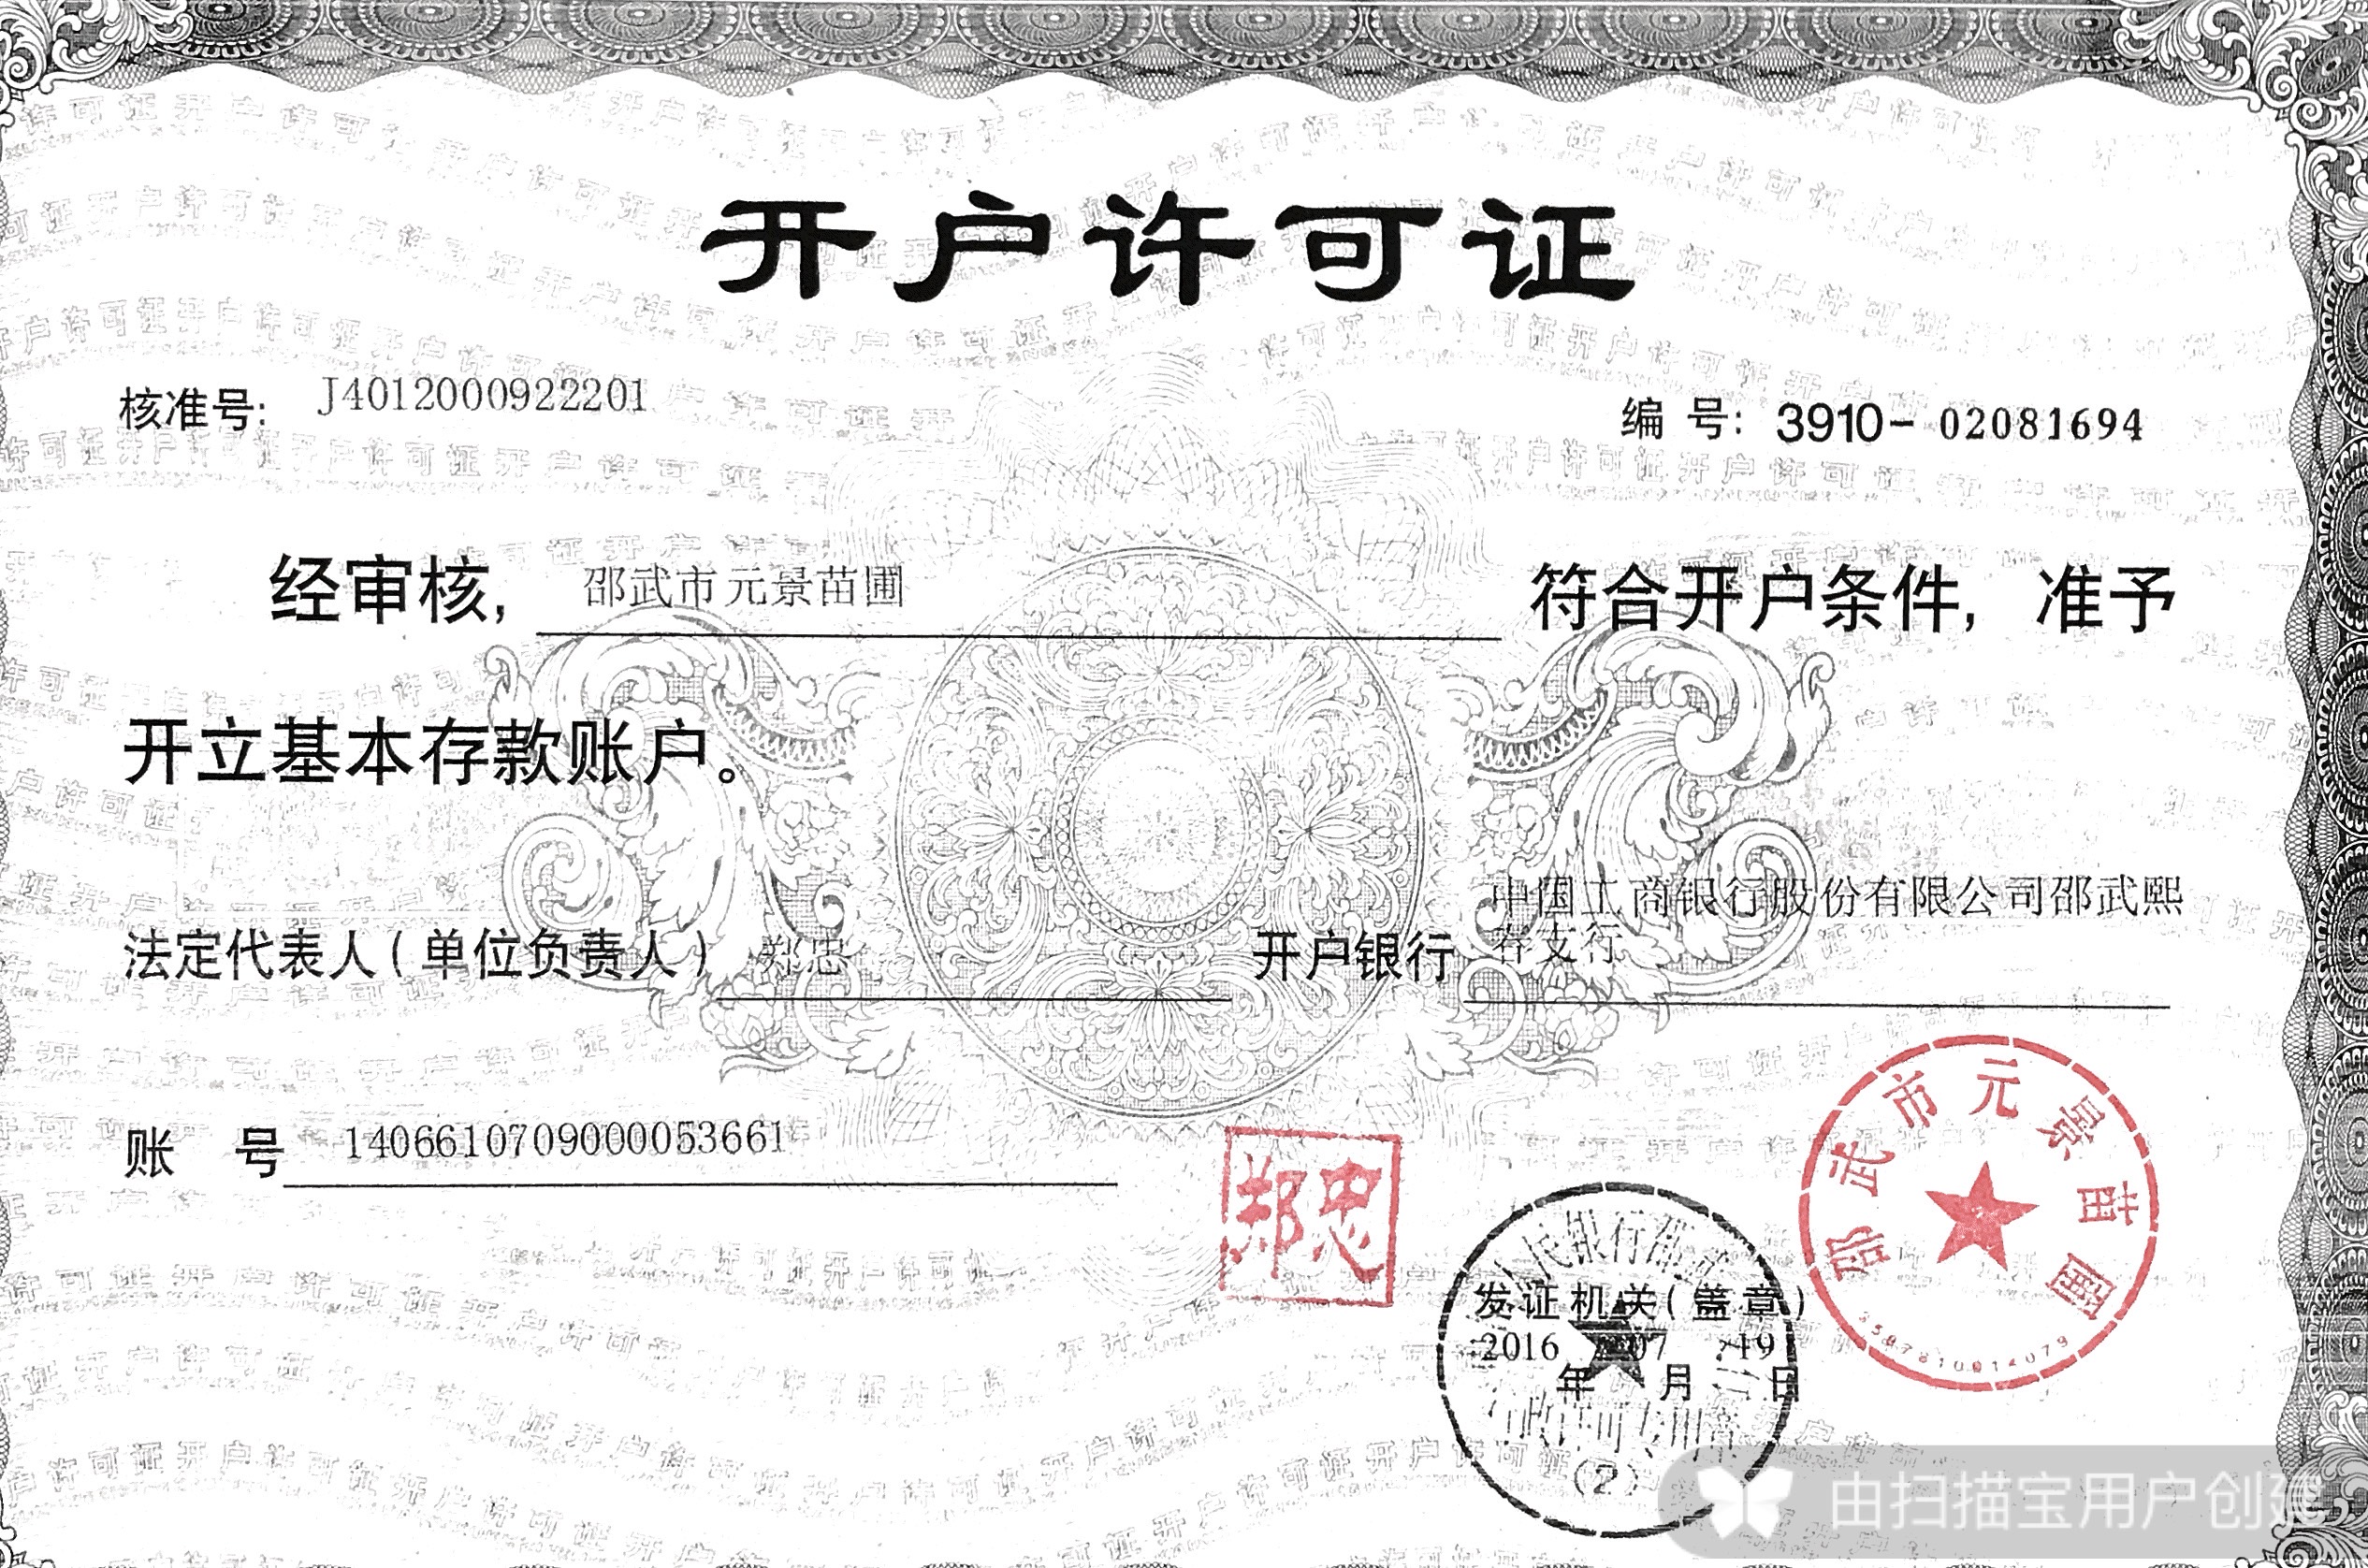 开户许可证
核准号: J4012000922201
编 号: 3910- 02081694
经审核, 邵武市元景苗圃 符合开户条件, 准予
开立基本存款账户。
法定代表人(单位负责人) 郑忠
开户银行 中国工商银行股份有限公司邵武熙
春支行
账 号 1406610709000053661
郑忠
邵武市元景苗圃
人民银行邵武
发证机关(盖章)
2016 07 19
年 月 日
(2)
由扫描宝用户创建